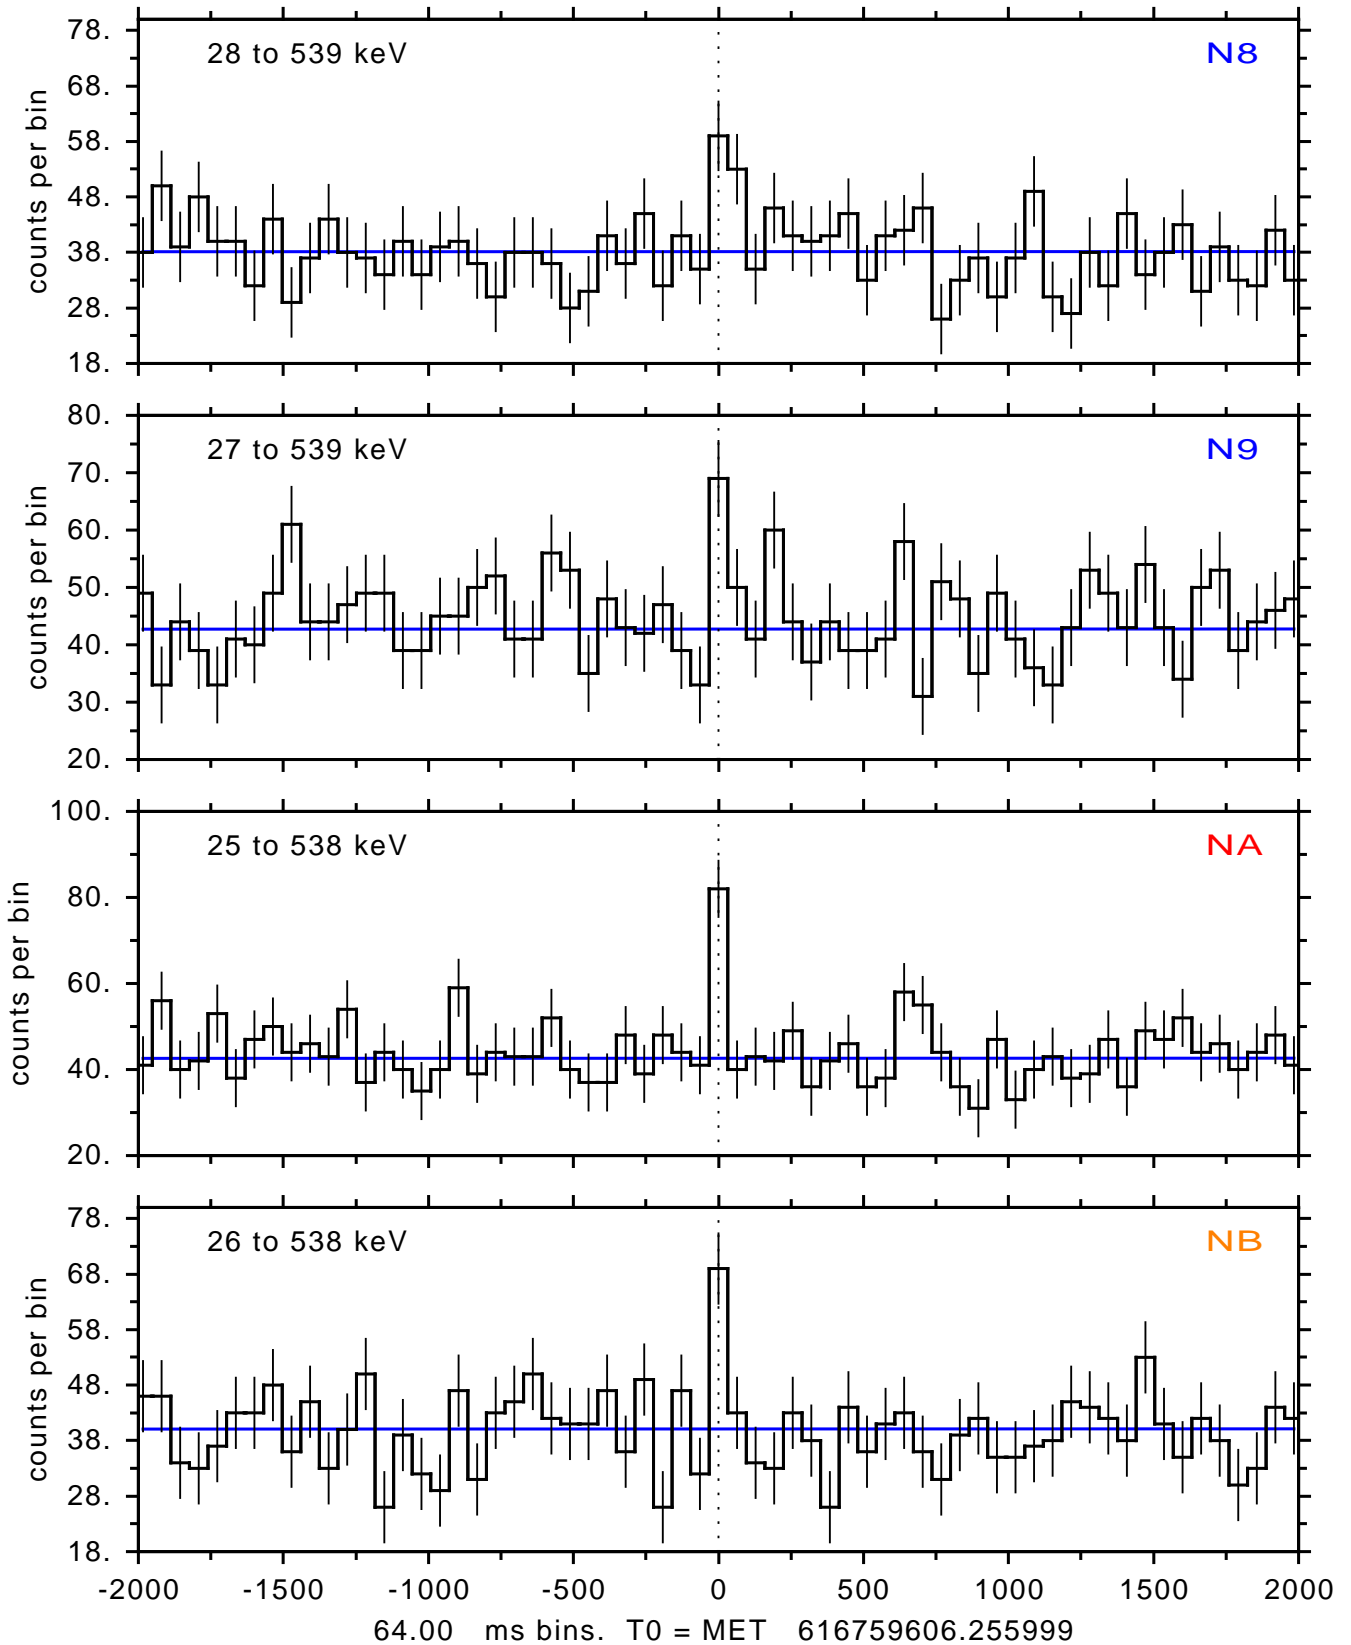 28 to 539 keV N8
counts per bin
78.
68.
58.
48.
38.
28.
18.
27 to 539 keV N9
counts per bin
80.
70.
60.
50.
40.
30.
20.
25 to 538 keV NA
counts per bin
100.
80.
60.
40.
20.
26 to 538 keV NB
counts per bin
78.
68.
58.
48.
38.
28.
18.
-2000 -1500 -1000 -500 0 500 1000 1500 2000
64.00 ms bins. T0 = MET 616759606.255999